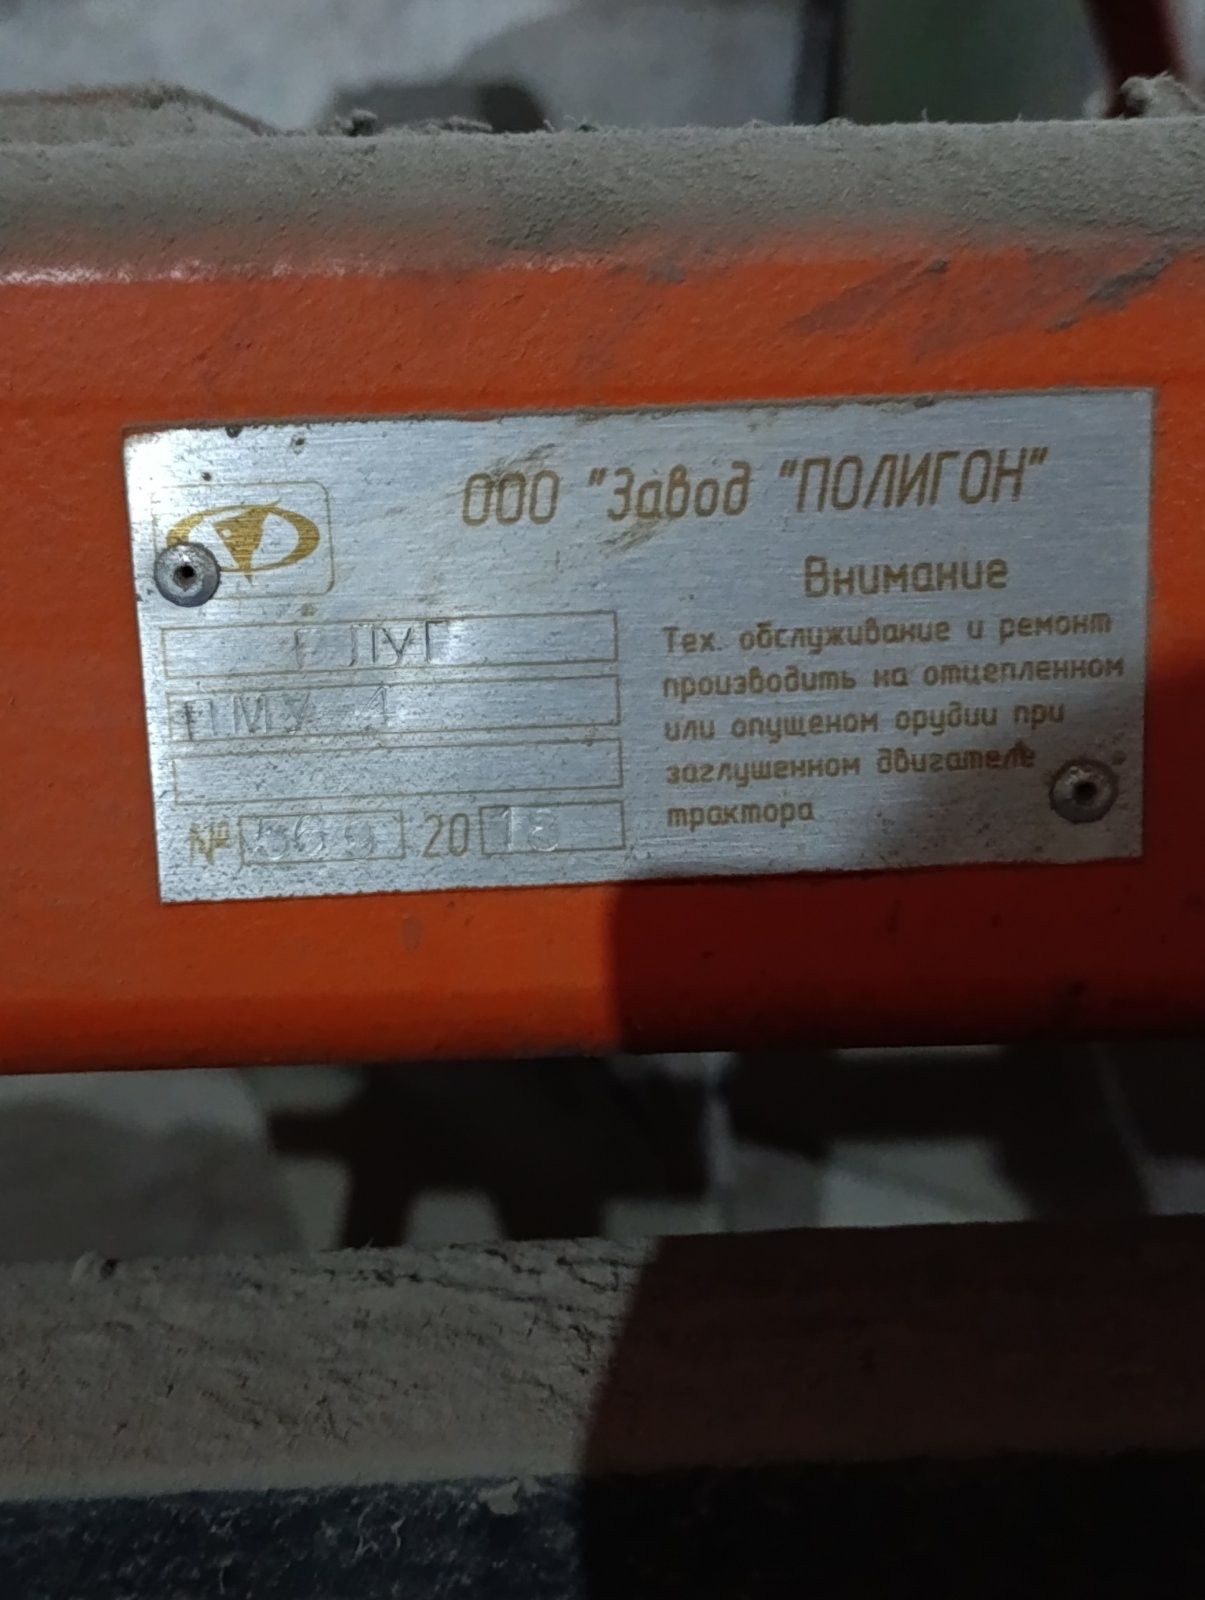 ООО "Завод "ПОЛИГОН"
Внимание
Тех. обслуживание и ремонт
производить на отцепленном
или опущеном орудии при
заглушенном двигателе
трактора
ПЛУГ
ПМУ 4
№ 20